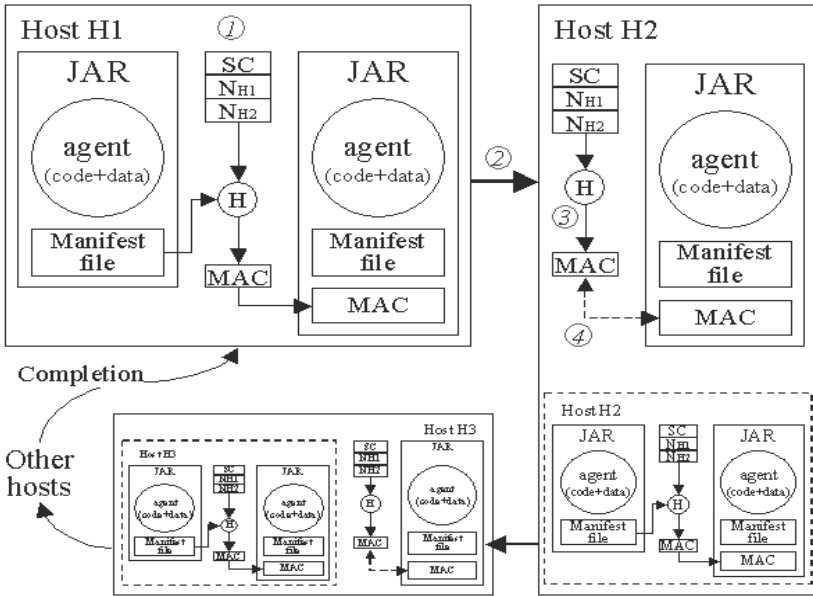 Host H1
①
JAR
agent
(code+data)
Manifest
file
SC
NH1
NH2
H
MAC
JAR
agent
(code+data)
Manifest
file
MAC
②
Host H2
SC
NH1
NH2
H
③
MAC
④
JAR
agent
(code+data)
Manifest
file
MAC
Completion
Other
hosts
Host H3
Host H3
JAR
agent
(code+data)
Manifest
file
SC
NH1
NH2
H
MAC
JAR
agent
(code+data)
Manifest
file
MAC
SC
NH1
NH2
H
MAC
JAR
agent
(code+data)
Manifest
file
MAC
Host H2
JAR
agent
(code+data)
Manifest
file
SC
NH1
NH2
H
MAC
JAR
agent
(code+data)
Manifest
file
MAC